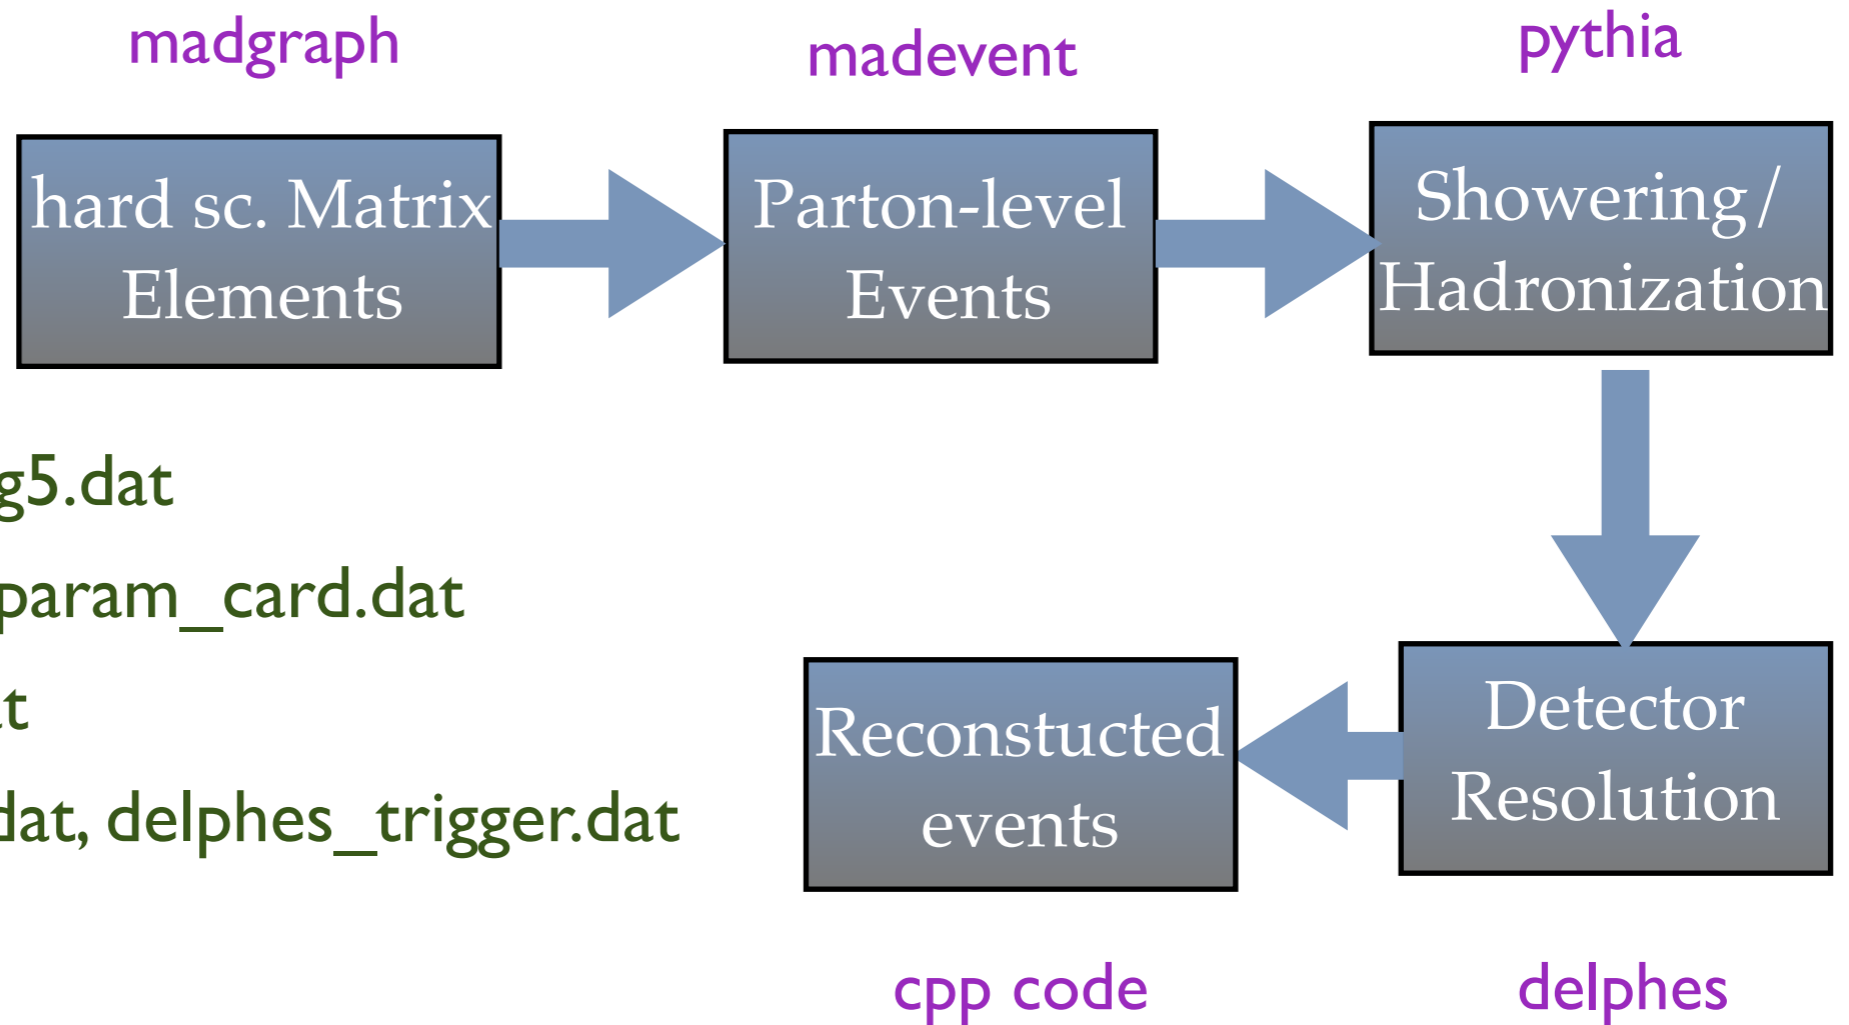 madgraph
madevent
pythia
hard sc. Matrix
Elements
Parton-level
Events
Showering/
Hadronization
g5.dat
param_card.dat
at
dat, delphes_trigger.dat
Reconstucted
events
Detector
Resolution
cpp code
delphes